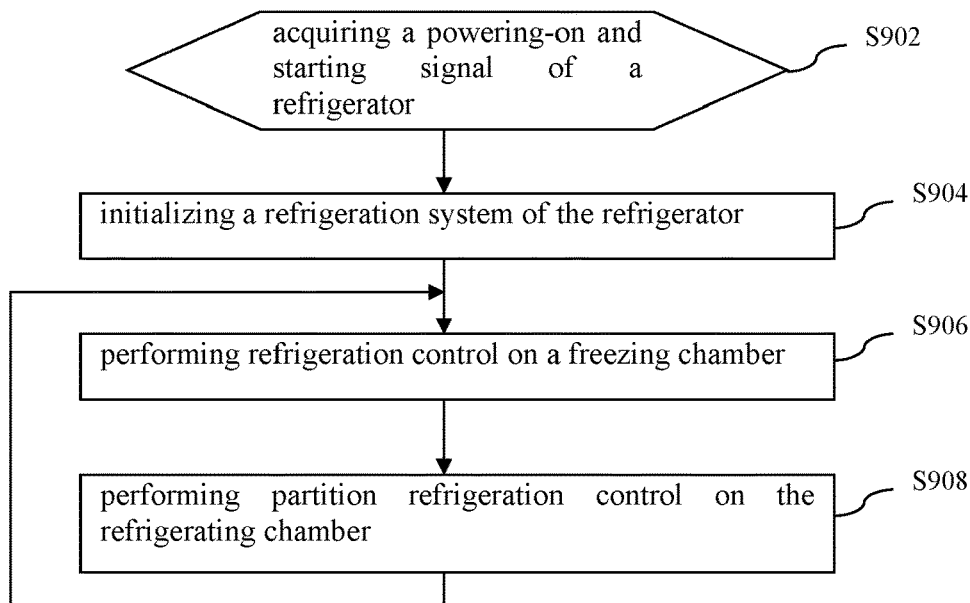 acquiring a powering-on and
starting signal of a
refrigerator
S902
initializing a refrigeration system of the refrigerator
S904
performing refrigeration control on a freezing chamber
S906
performing partition refrigeration control on the
refrigerating chamber
S908